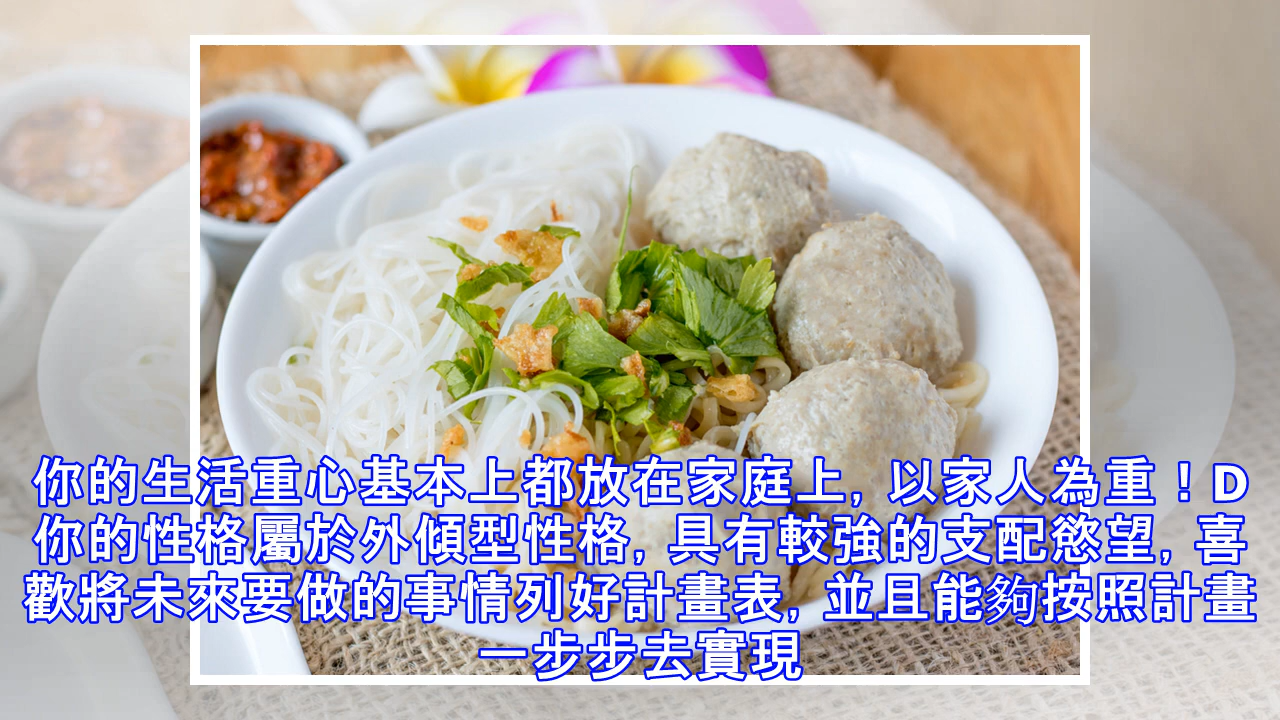 你的生活重心基本上都放在家庭上, 以家人為重！D
你的性格屬於外傾型性格, 具有較強的支配慾望, 喜
歡將未來要做的事情列好計畫表, 並且能夠按照計畫
一步步去實現